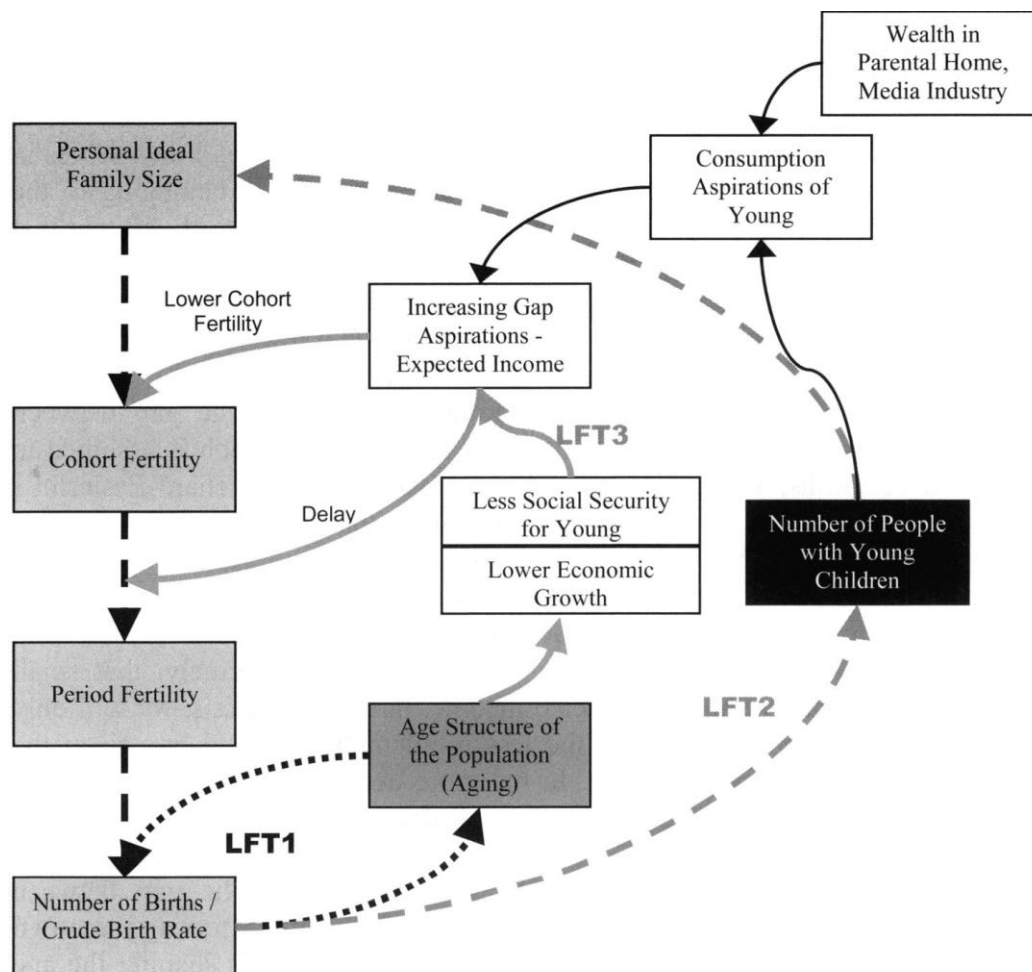 Wealth in
Parental Home,
Media Industry
Personal Ideal
Family Size
Consumption
Aspirations of
Young
Lower Cohort
Fertility
Increasing Gap
Aspirations -
Expected Income
LFT3
Cohort Fertility
Less Social Security
for Young
Delay
Number of People
with Young
Children
Lower Economic
Growth
Period Fertility
LFT2
Age Structure of
the Population
(Aging)
LFT1
Number of Births /
Crude Birth Rate